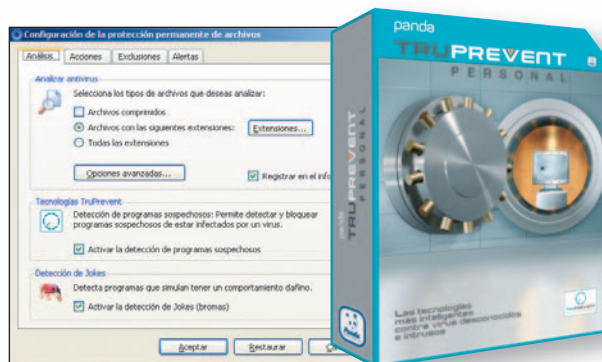 Configuración de la protección permanente de archivos
Análisis Acciones Exclusiones Alertas
Analizar antivirus
Selecciona los tipos de archivos que deseas analizar:
Archivos comprimidos
Archivos con las siguientes extensiones: Extensiones...
Todas las extensiones
Opciones avanzadas... Registrar en el info
Tecnologías TruPrevent
Detección de programas sospechosos: Permite detectar y bloquear
programas sospechosos de estar infectados por un virus.
Activar la detección de programas sospechosos
Detección de Jokes
Detecta programas que simulan tener un comportamiento dañino.
Activar la detección de Jokes (bromas)
Aceptar Restaurar
panda
TRUPREVENT
PERSONAL
panda
TRUPREVENT
PERSONAL
Panda
Las tecnologías
más inteligentes
contra virus desconocidos
e intrusos